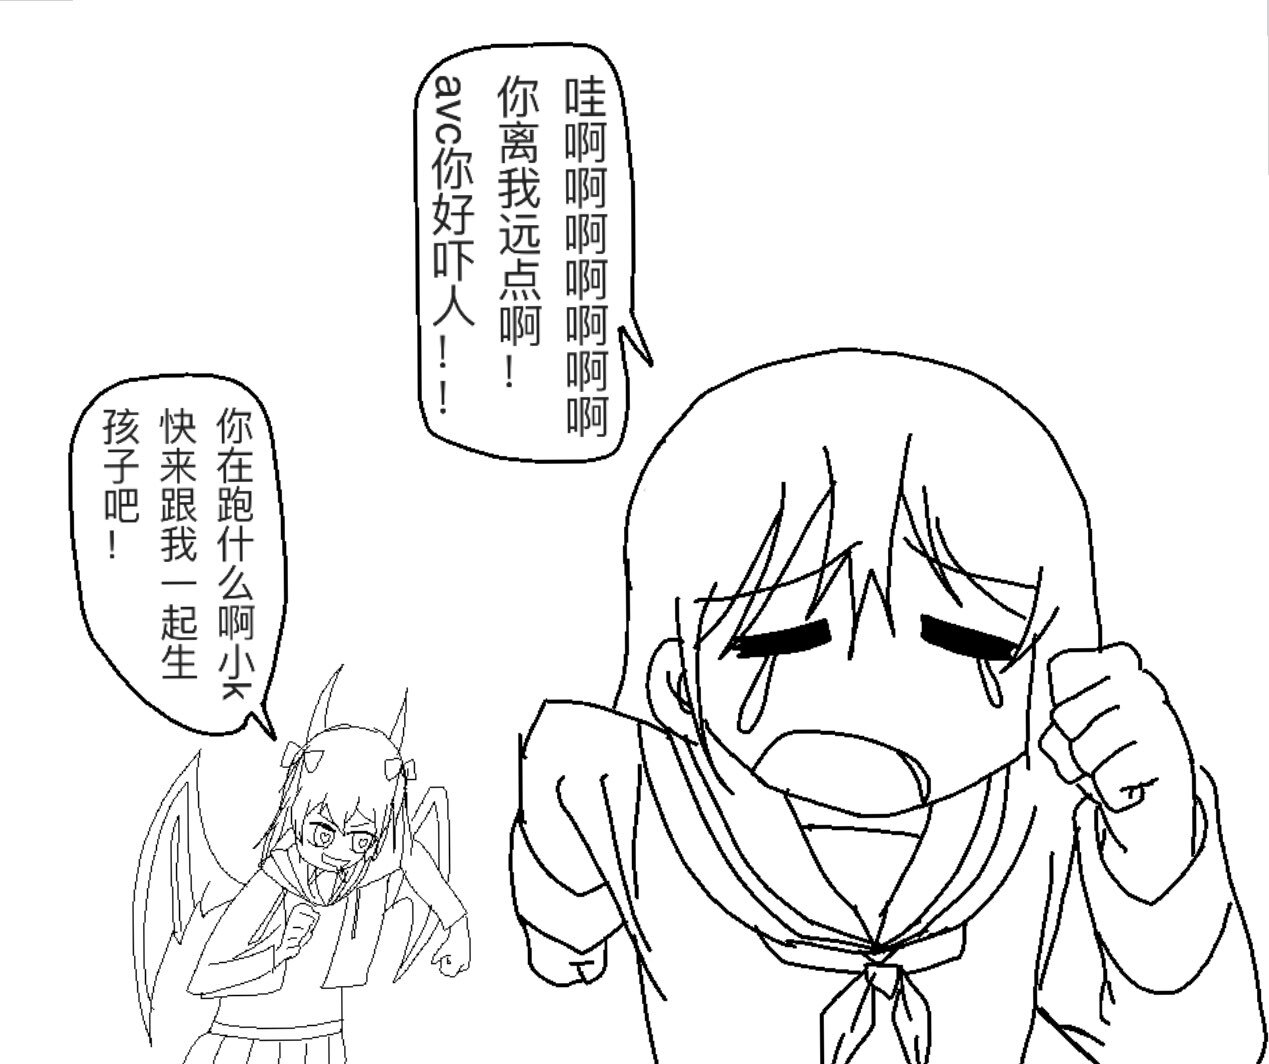 哇啊啊啊啊啊啊啊
你离我远点啊！
avc你好吓人！！
你在跑什么啊小k
快来跟我一起生
孩子吧！